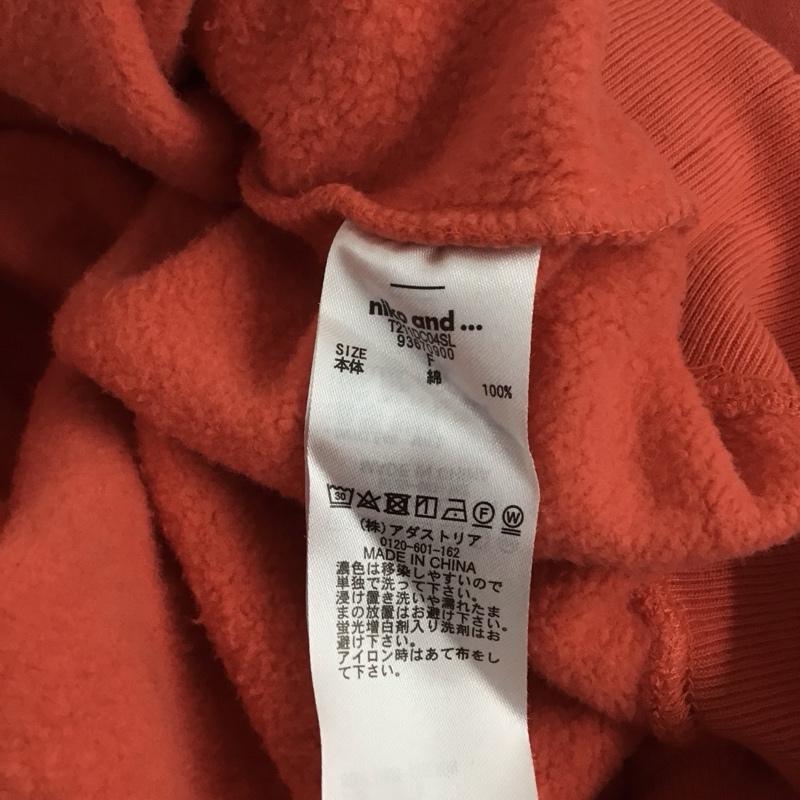 niko and ...
T211DC04SL
93670900
SIZE F
本体 綿 100%
30 F W
(株)アダストリア
0120-601-162
MADE IN CHINA
濃色は移染しやすいので
単独で洗って下さい。
浸け置き洗いや濡れたま
まの放置はお避け下さい。
蛍光増白剤入り洗剤はお
避け下さい。
アイロン時はあて布をし
て下さい。